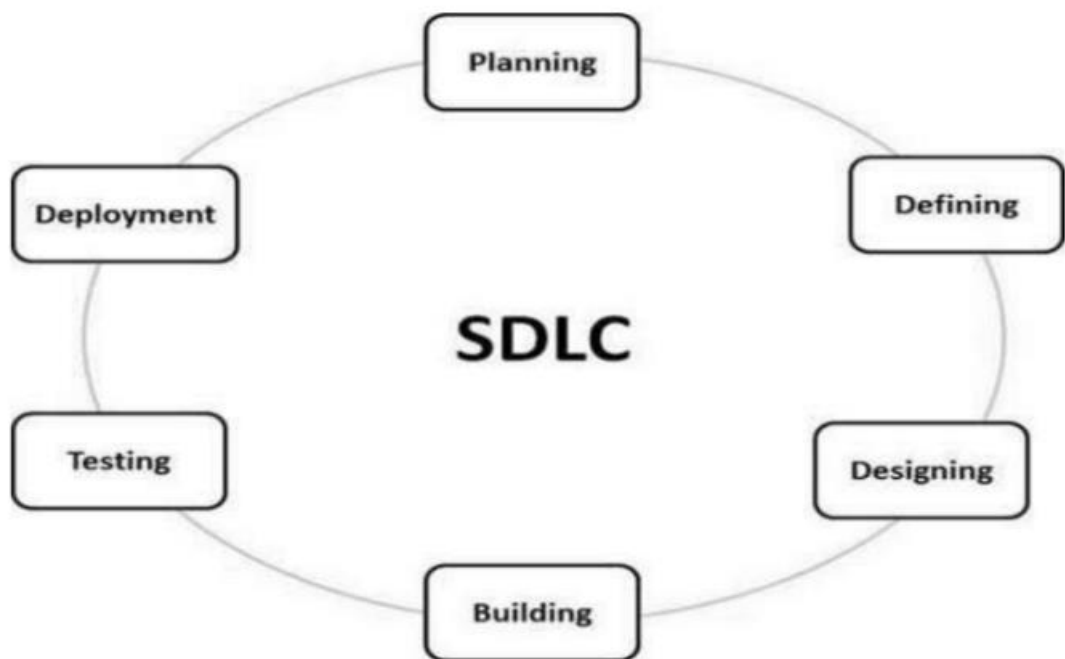 Planning
Defining
Designing
Building
Testing
Deployment
SDLC